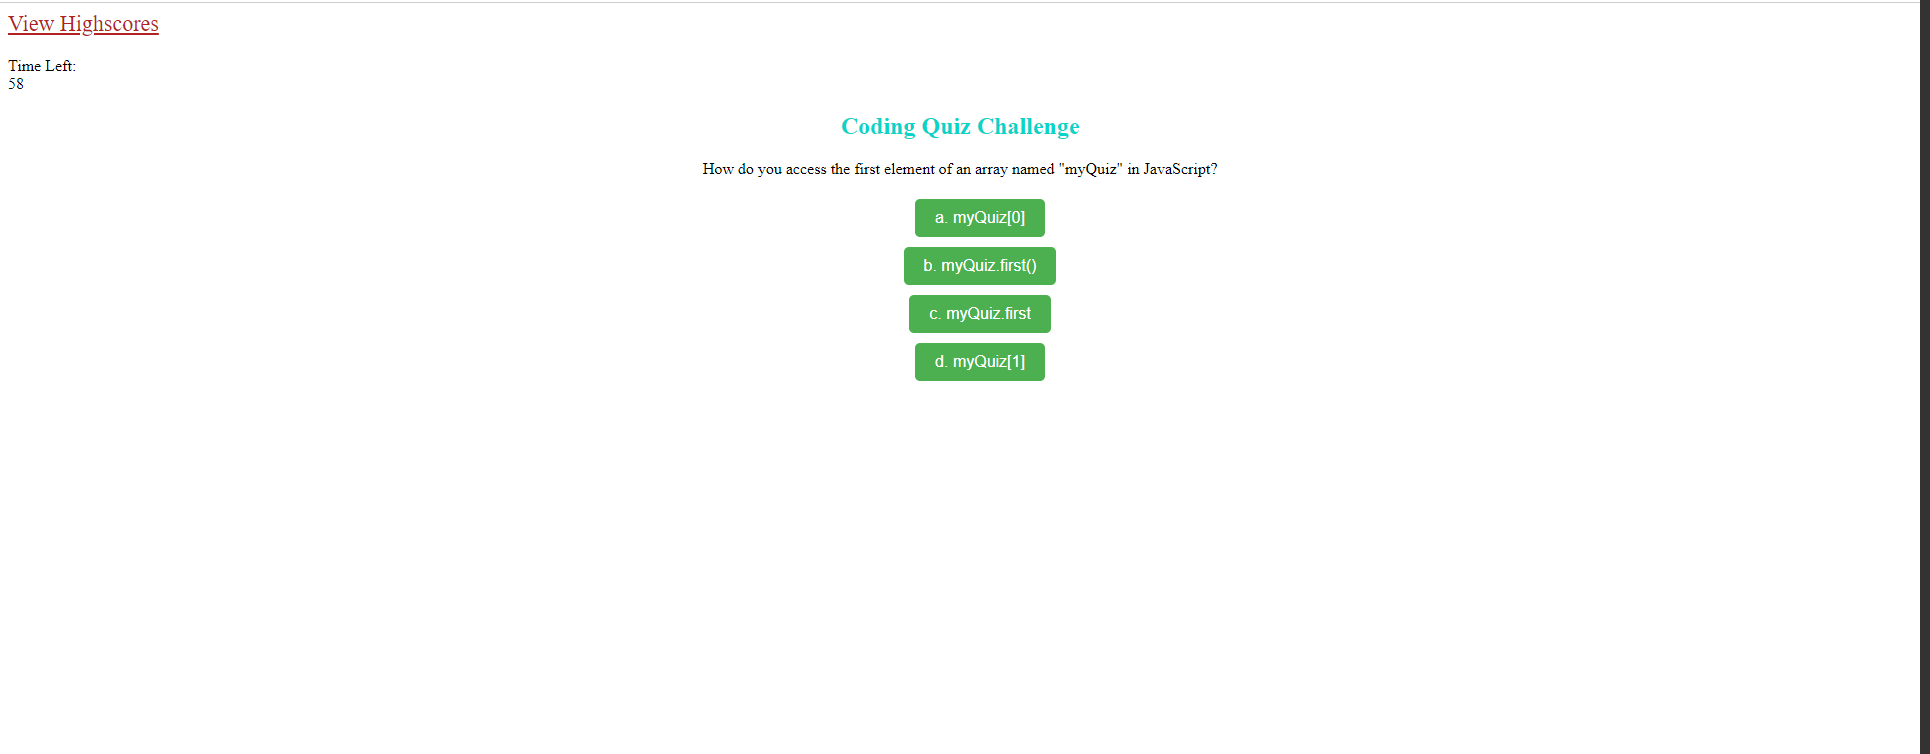 View Highscores
Time Left:
58
Coding Quiz Challenge
How do you access the first element of an array named "myQuiz" in JavaScript?
a. myQuiz[0]
b. myQuiz.first()
c. myQuiz.first
d. myQuiz[1]